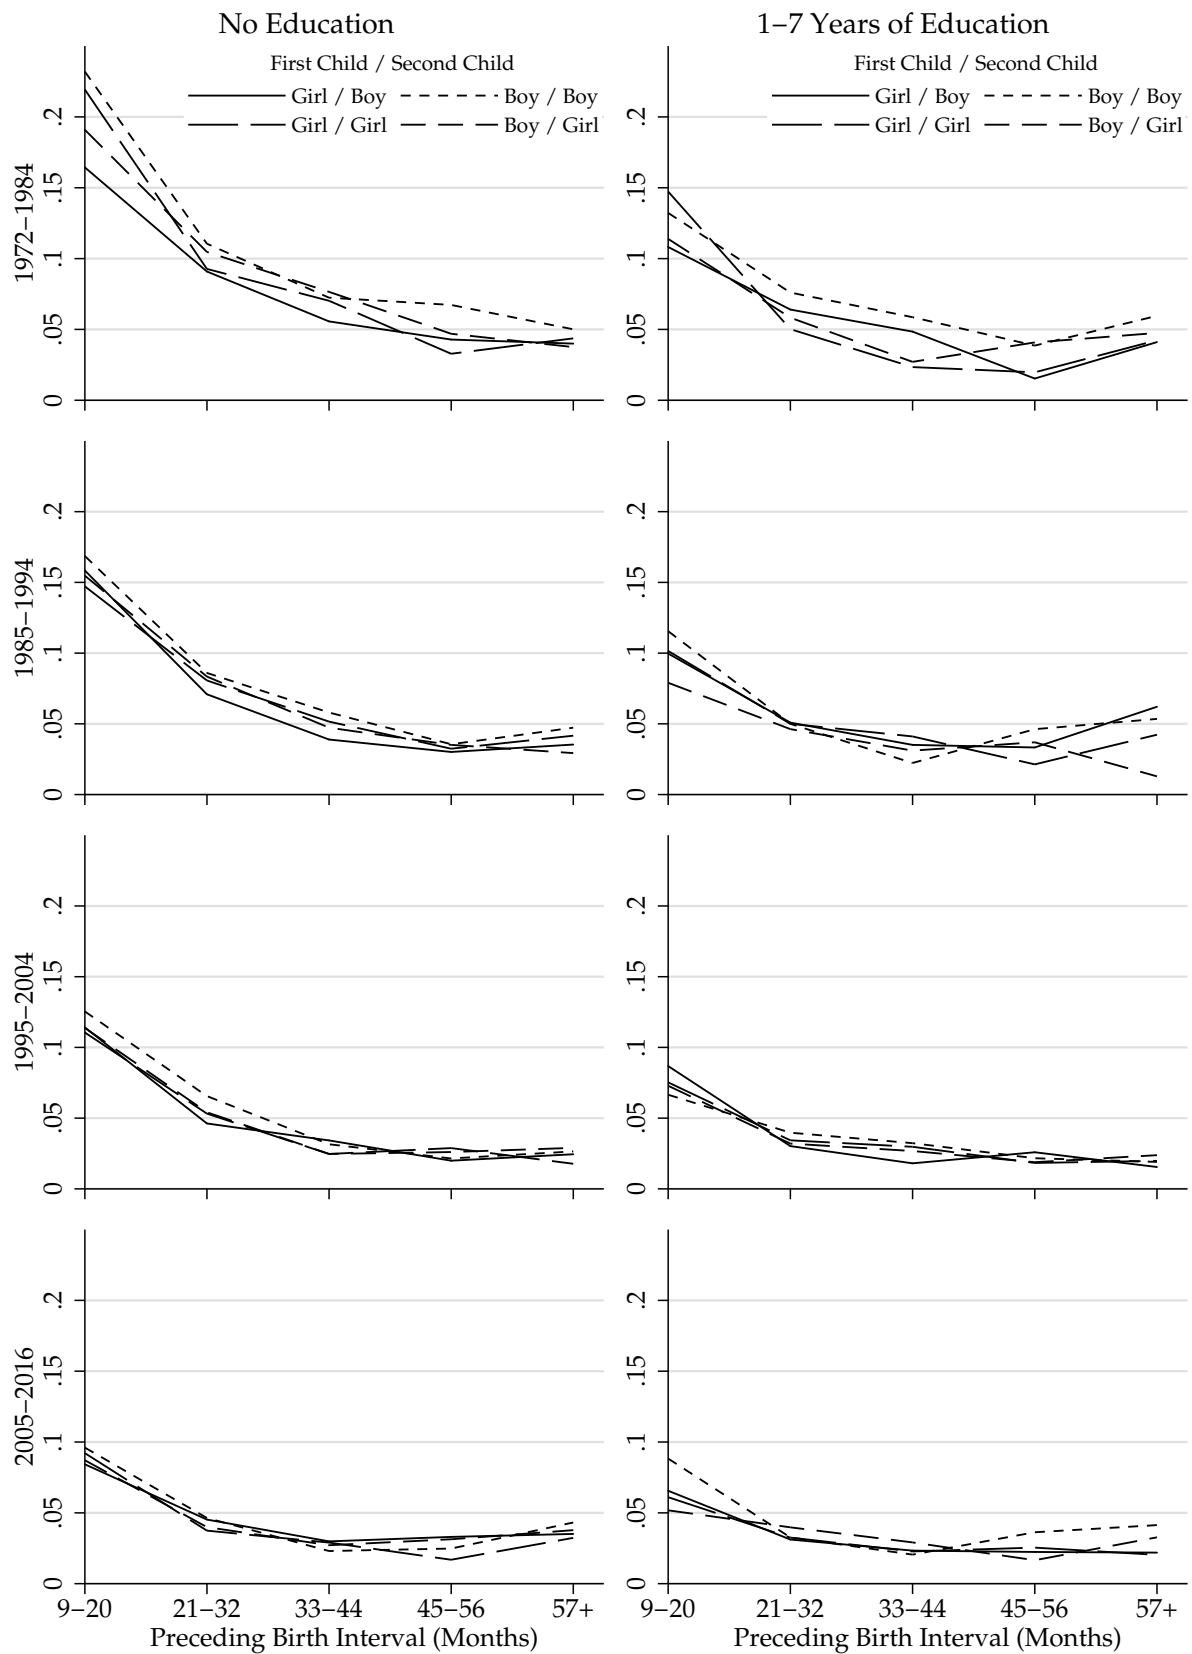 No Education
1–7 Years of Education
First Child / Second Child
Girl / Boy
Boy / Boy
Girl / Girl
Boy / Girl
First Child / Second Child
Girl / Boy
Boy / Boy
Girl / Girl
Boy / Girl
1972–1984
.2
.15
.1
.05
0
.2
.15
.1
.05
0
1985–1994
.2
.15
.1
.05
0
.2
.15
.1
.05
0
1995–2004
.2
.15
.1
.05
0
.2
.15
.1
.05
0
2005–2016
.2
.15
.1
.05
0
.2
.15
.1
.05
0
9–20 21–32 33–44 45–56 57+
Preceding Birth Interval (Months)
9–20 21–32 33–44 45–56 57+
Preceding Birth Interval (Months)